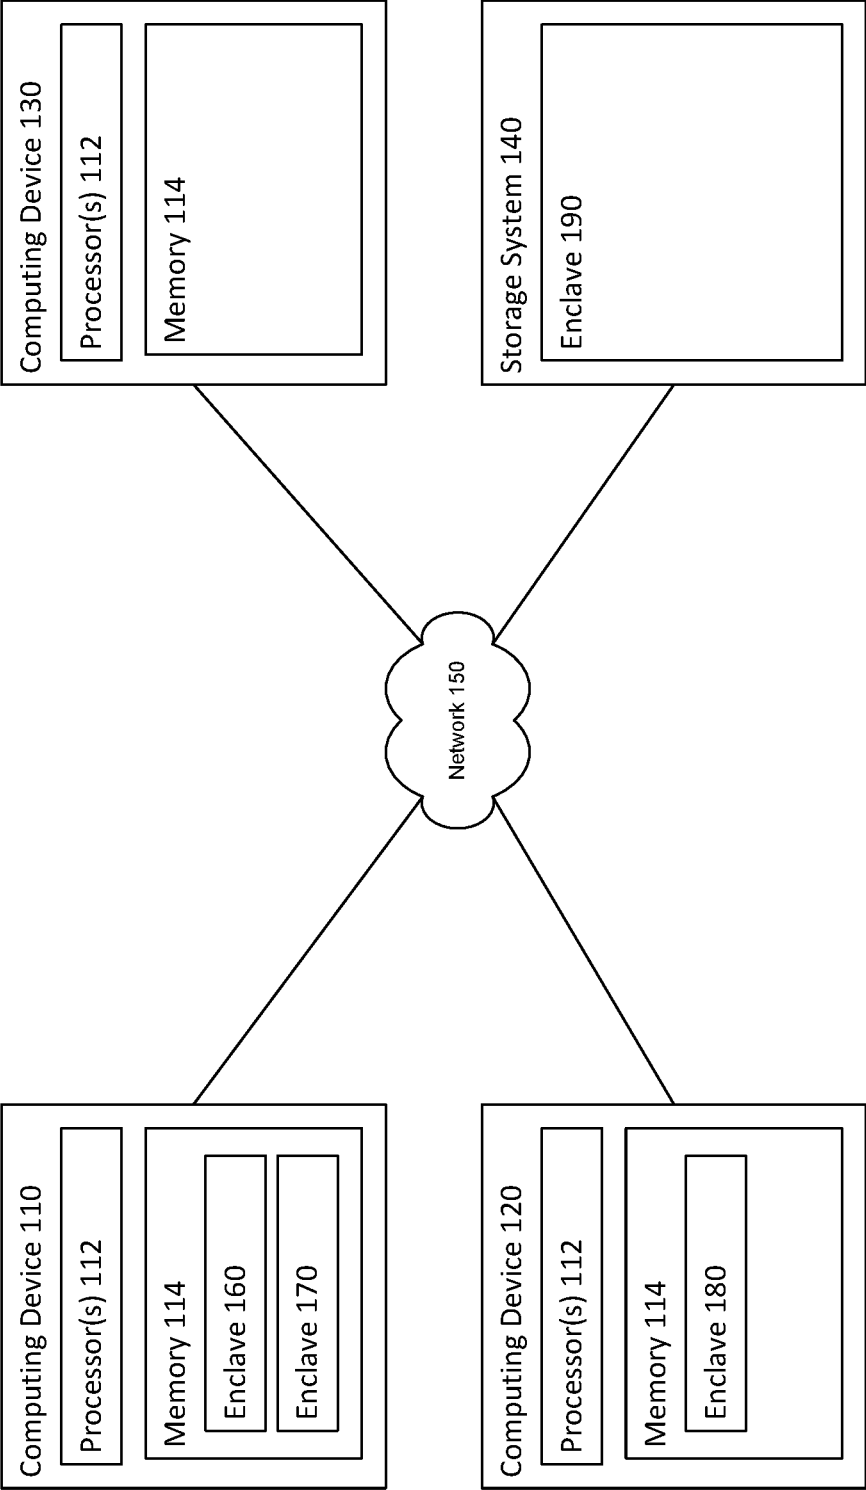 Computing Device 110
Processor(s) 112
Memory 114
Enclave 160
Enclave 170
Computing Device 130
Processor(s) 112
Memory 114
Network 150
Computing Device 120
Processor(s) 112
Memory 114
Enclave 180
Storage System 140
Enclave 190